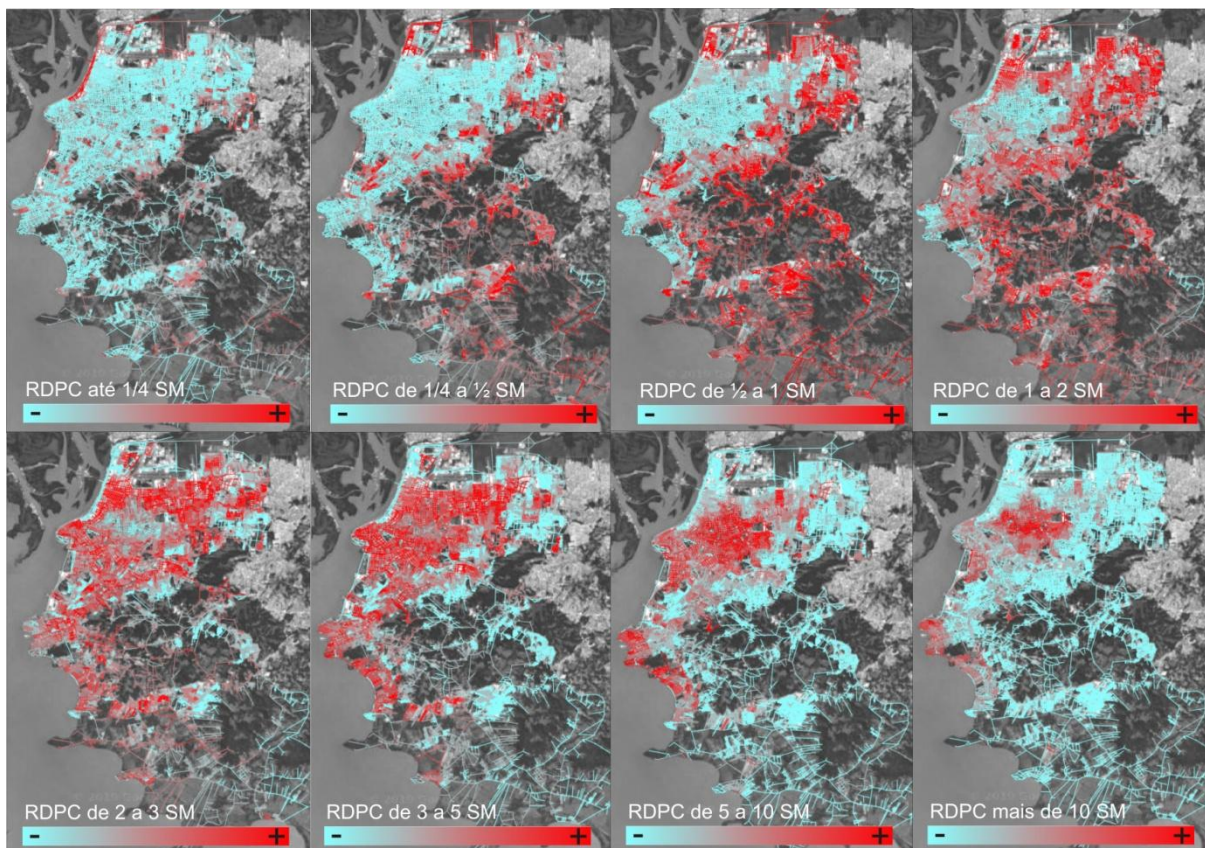 RDPC até 1/4 SM
- +
RDPC de 1/4 a ½ SM
- +
RDPC de ½ a 1 SM
- +
RDPC de 1 a 2 SM
- +
RDPC de 2 a 3 SM
- +
RDPC de 3 a 5 SM
- +
RDPC de 5 a 10 SM
- +
RDPC mais de 10 SM
- +